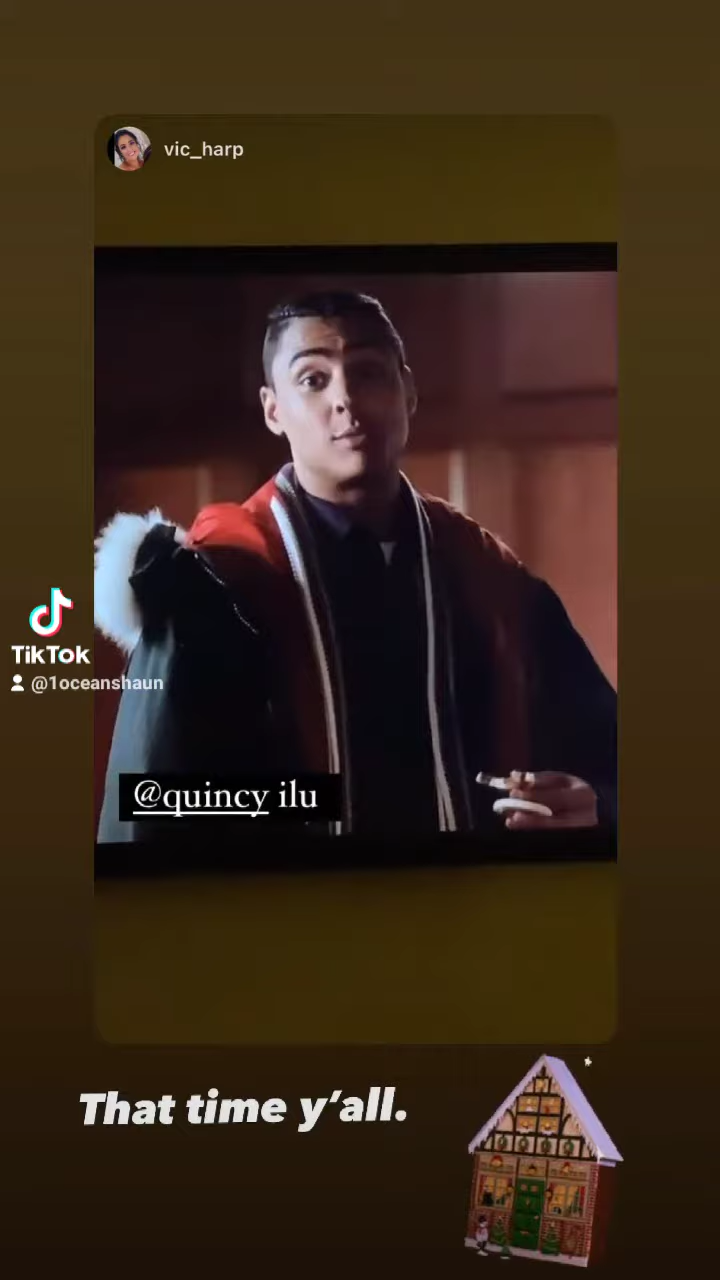 vic_harp
TikTok
@1oceanshaun
@quincy ilu
That time y'all.